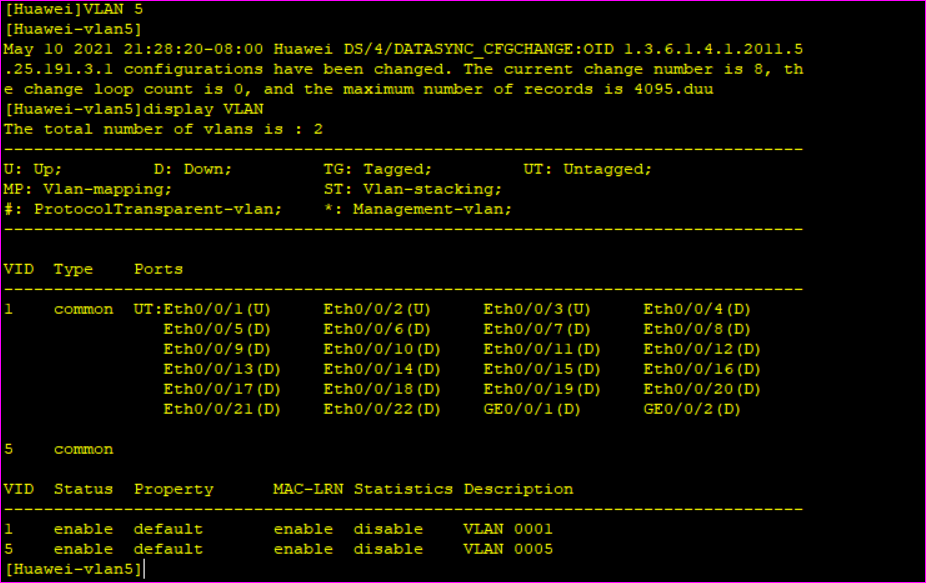 [Huawei]VLAN 5
[Huawei-vlan5]
May 10 2021 21:28:20-08:00 Huawei DS/4/DATASYNC_CFGCHANGE:OID 1.3.6.1.4.1.2011.5
.25.191.3.1 configurations have been changed. The current change number is 8, th
e change loop count is 0, and the maximum number of records is 4095.duu
[Huawei-vlan5]display VLAN
The total number of vlans is : 2
--------------------------------------------------------------------------------
U: Up;         D: Down;         TG: Tagged;         UT: Untagged;
MP: Vlan-mapping;               ST: Vlan-stacking;
#: ProtocolTransparent-vlan;    *: Management-vlan;
--------------------------------------------------------------------------------
VID  Type    Ports
--------------------------------------------------------------------------------
1    common  UT:Eth0/0/1(U)     Eth0/0/2(U)     Eth0/0/3(U)     Eth0/0/4(D)
                Eth0/0/5(D)     Eth0/0/6(D)     Eth0/0/7(D)     Eth0/0/8(D)
                Eth0/0/9(D)     Eth0/0/10(D)    Eth0/0/11(D)    Eth0/0/12(D)
                Eth0/0/13(D)    Eth0/0/14(D)    Eth0/0/15(D)    Eth0/0/16(D)
                Eth0/0/17(D)    Eth0/0/18(D)    Eth0/0/19(D)    Eth0/0/20(D)
                Eth0/0/21(D)    Eth0/0/22(D)    GE0/0/1(D)      GE0/0/2(D)
5    common
VID  Status  Property      MAC-LRN Statistics Description
--------------------------------------------------------------------------------
1    enable  default       enable  disable    VLAN 0001
5    enable  default       enable  disable    VLAN 0005
[Huawei-vlan5]